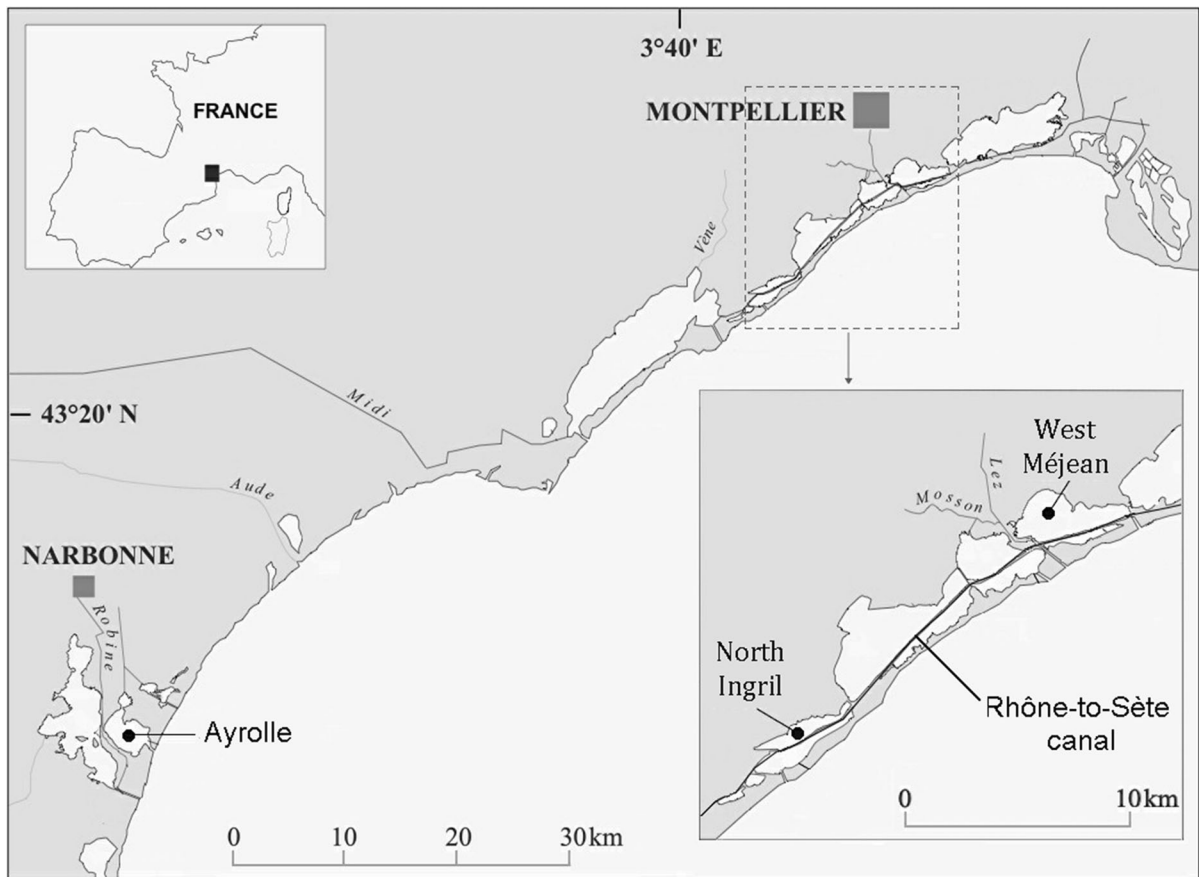 3°40' E
FRANCE
MONTPELLIER
Vène
43°20' N
Midi
Aude
NARBONNE
Robine
Ayrolle
0 10 20 30km
West
Méjean
Lez
Mosson
North
Ingril
Rhône-to-Sète
canal
0 10km